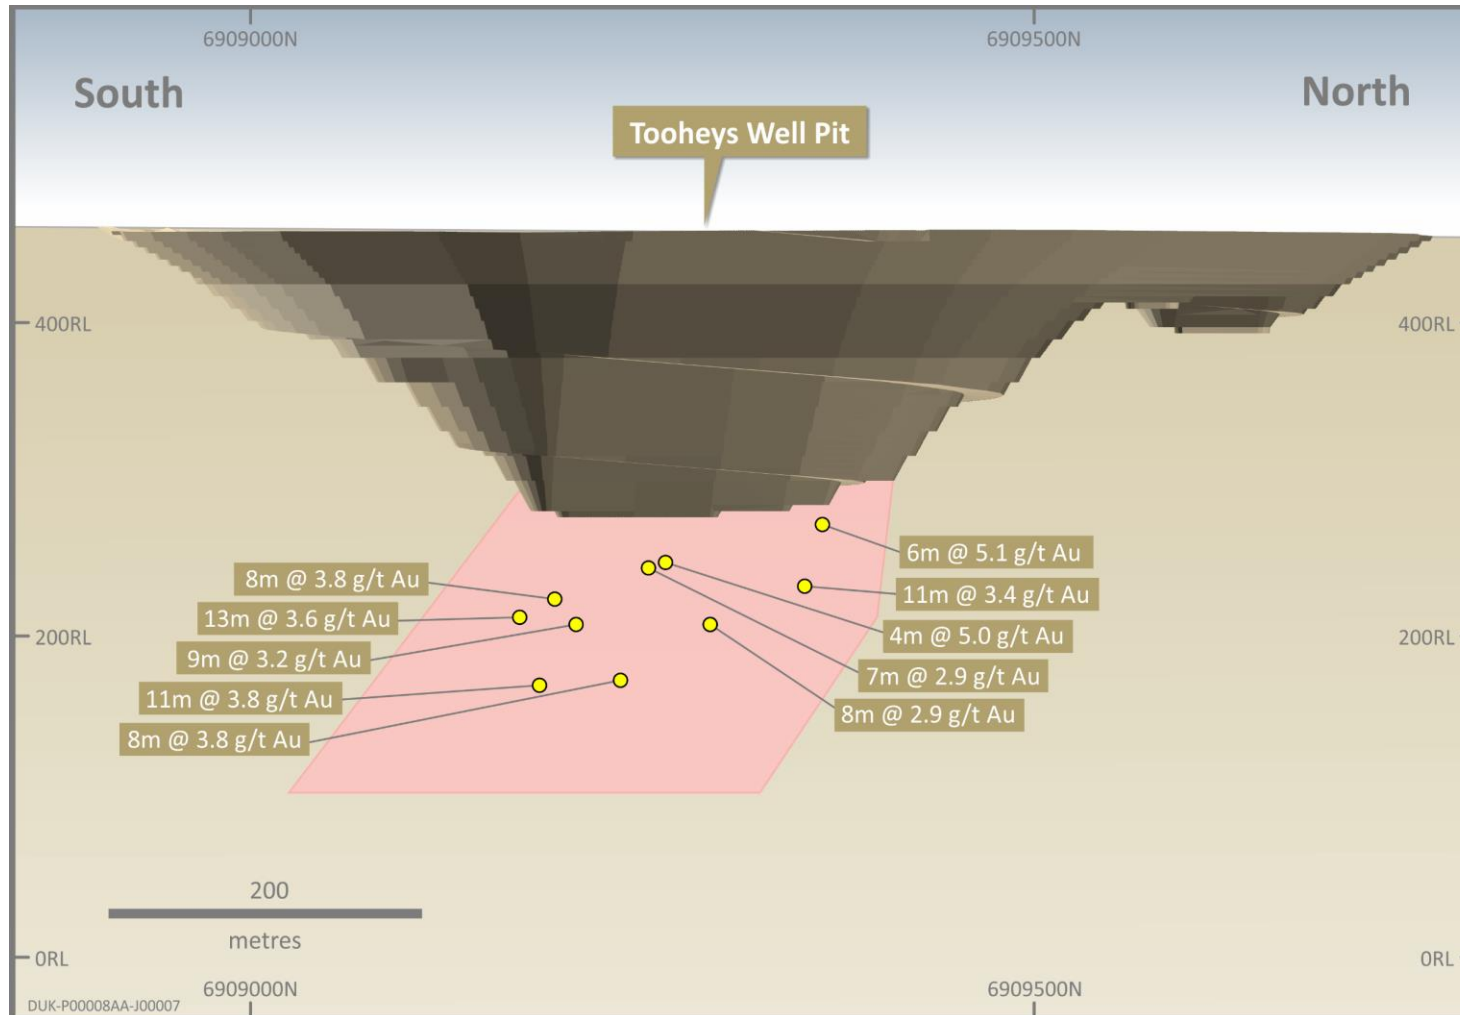 6909000N
6909500N
South
North
Tooheys Well Pit
400RL
400RL
6m @ 5.1 g/t Au
8m @ 3.8 g/t Au
11m @ 3.4 g/t Au
13m @ 3.6 g/t Au
200RL
4m @ 5.0 g/t Au
200RL
9m @ 3.2 g/t Au
7m @ 2.9 g/t Au
11m @ 3.8 g/t Au
8m @ 2.9 g/t Au
8m @ 3.8 g/t Au
200
metres
0RL
0RL
6909000N
6909500N
DUK-P00008AA-J00007